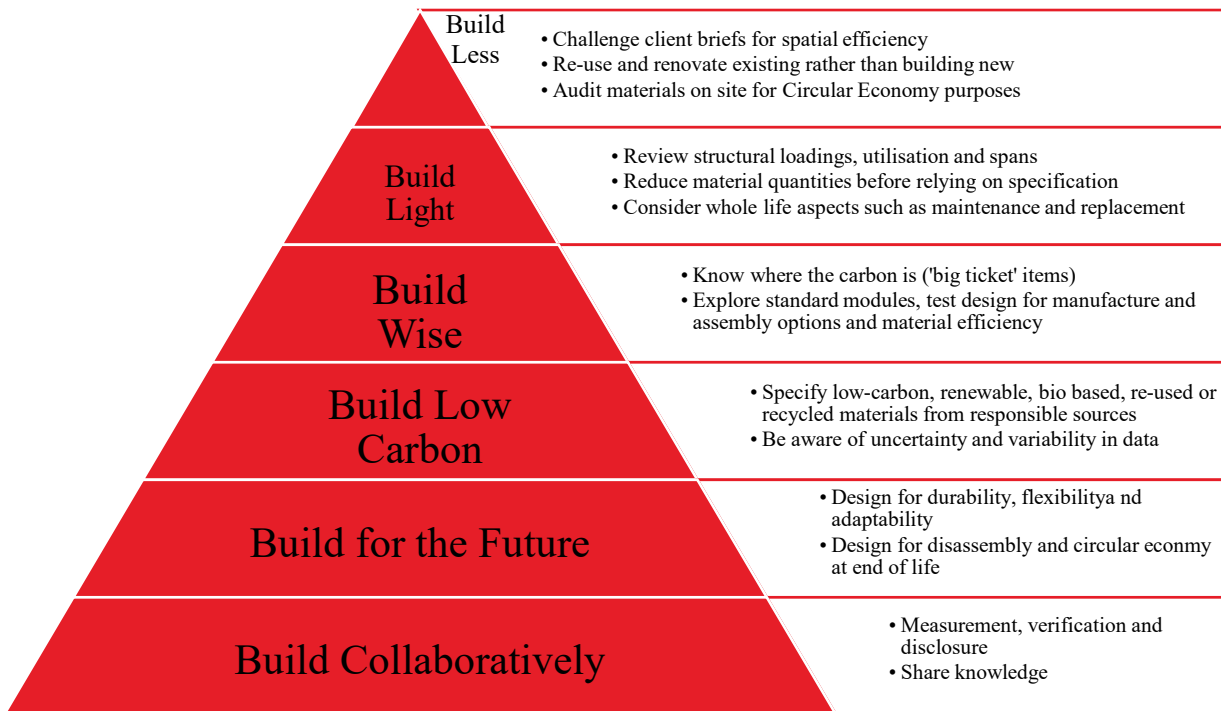 Build
Less
• Challenge client briefs for spatial efficiency
• Re-use and renovate existing rather than building new
• Audit materials on site for Circular Economy purposes
Build
Light
• Review structural loadings, utilisation and spans
• Reduce material quantities before relying on specification
• Consider whole life aspects such as maintenance and replacement
Build
Wise
• Know where the carbon is ('big ticket' items)
• Explore standard modules, test design for manufacture and
assembly options and material efficiency
Build Low
Carbon
• Specify low-carbon, renewable, bio based, re-used or
recycled materials from responsible sources
• Be aware of uncertainty and variability in data
Build for the Future
• Design for durability, flexibilitya nd
adaptability
• Design for disassembly and circular econmy
at end of life
Build Collaboratively
• Measurement, verification and
disclosure
• Share knowledge